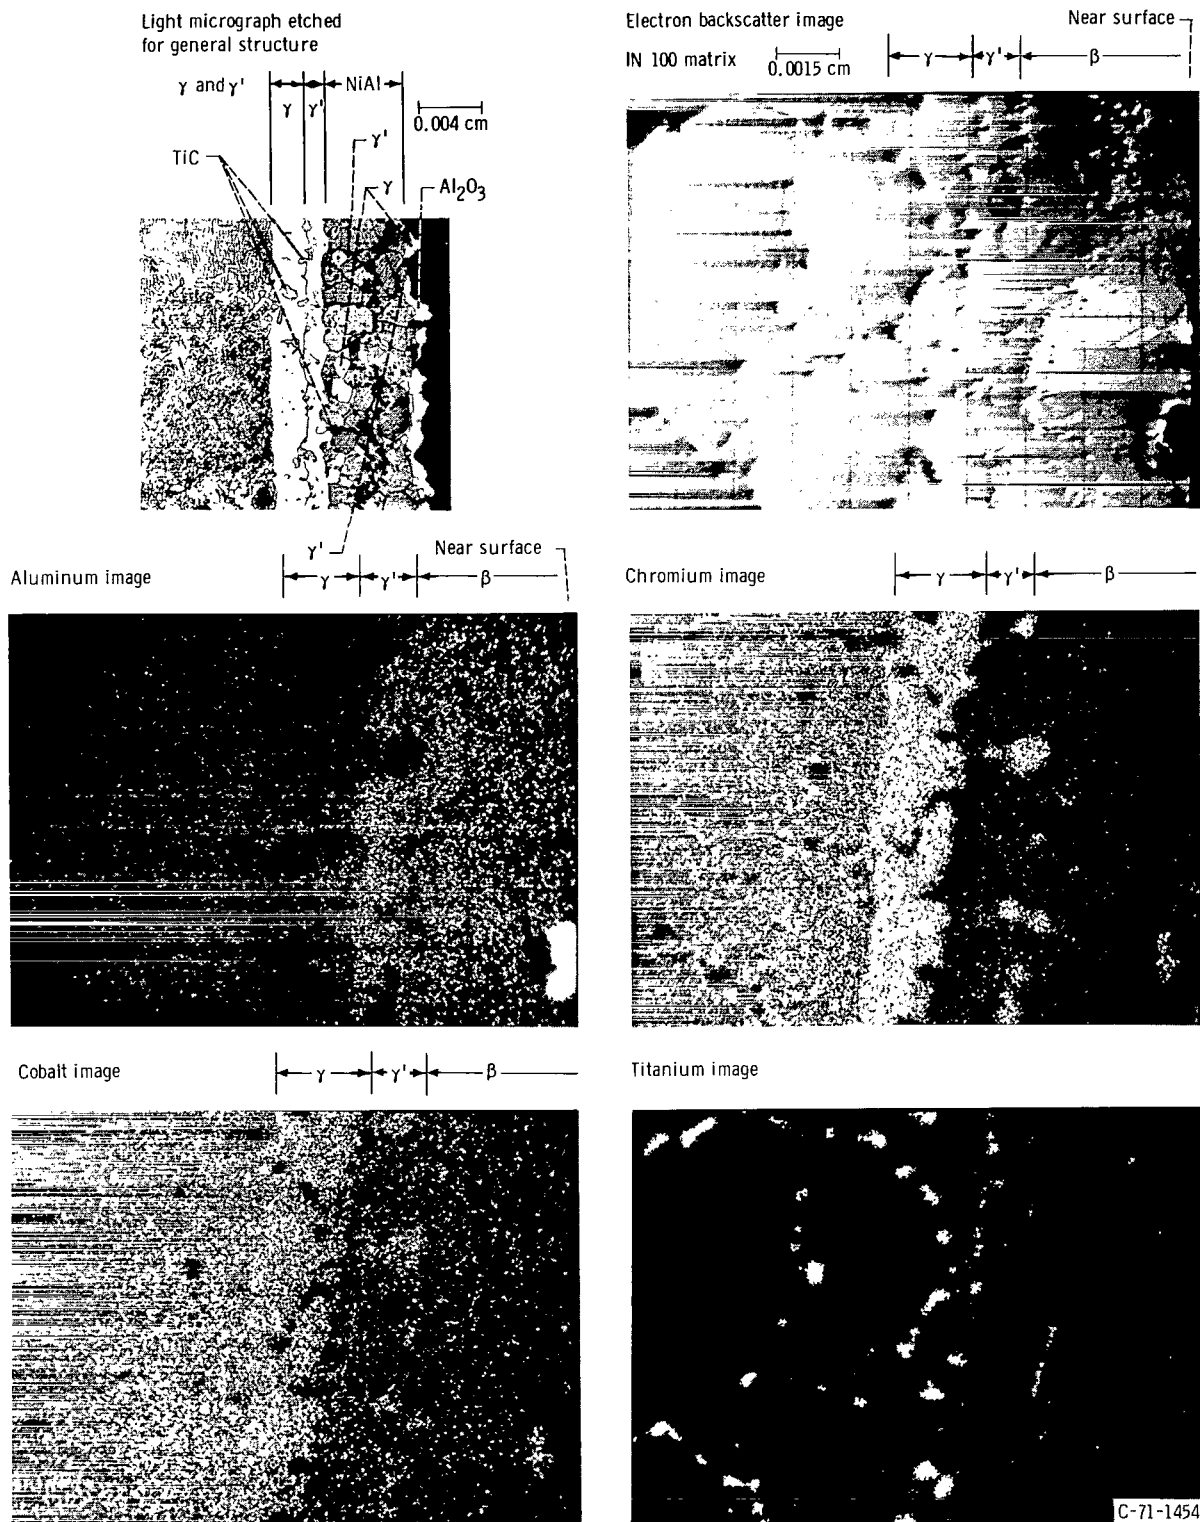 Light micrograph etched
for general structure
γ and γ'
γ
γ'
NiAl
0.004 cm
γ'
TiC
γ
Al2O3
γ'
Electron backscatter image
Near surface
IN 100 matrix
0.0015 cm
γ
γ'
β
Aluminum image
Near surface
γ
γ'
β
Chromium image
γ
γ'
β
Cobalt image
γ
γ'
β
Titanium image
C-71-1454